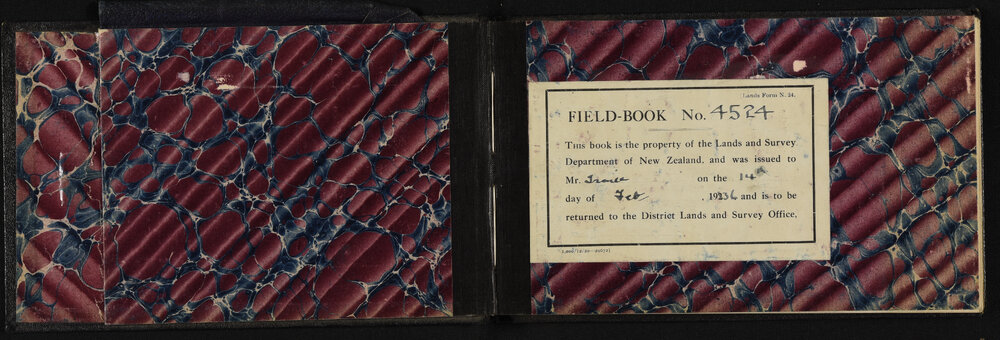 Lands Form N. 24.
FIELD-BOOK No. 4524
This book is the property of the Lands and Survey
Department of New Zealand, and was issued to
Mr. on the 14th
day of Feb , 1936 and is to be
returned to the District Lands and Survey Office,